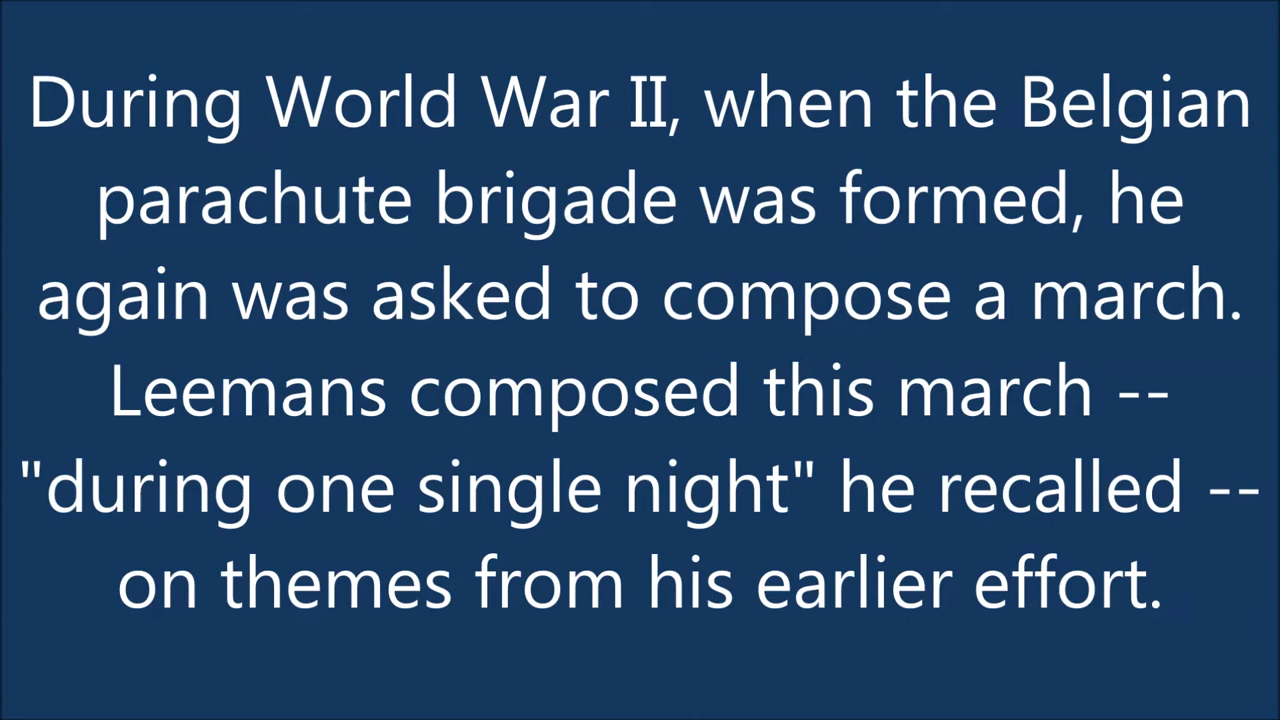 During World War II, when the Belgian
parachute brigade was formed, he
again was asked to compose a march.
Leemans composed this march --
"during one single night" he recalled --
on themes from his earlier effort.